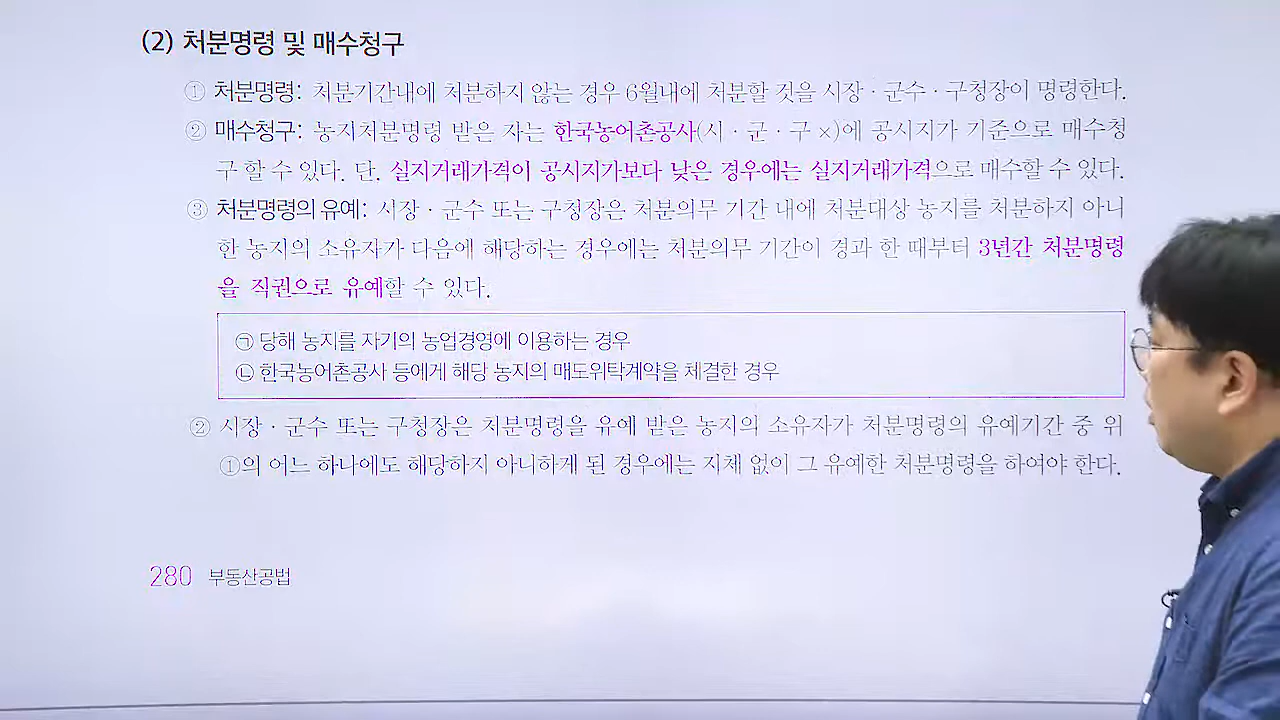 (2) 처분명령 및 매수청구
① 처분명령: 처분기간내에 처분하지 않는 경우 6월내에 처분할 것을 시장 · 군수 · 구청장이 명령한다.
② 매수청구: 농지처분명령 받은 자는 한국농어촌공사(시 · 군 · 구 ×)에 공시지가 기준으로 매수청
구 할 수 있다. 단. 실지거래가격이 공시지가보다 낮은 경우에는 실지거래가격으로 매수할 수 있다.
③ 처분명령의 유예: 시장 · 군수 또는 구청장은 처분의무 기간 내에 처분대상 농지를 처분하지 아니
한 농지의 소유자가 다음에 해당하는 경우에는 처분의무 기간이 경과 한 때부터 3년간 처분명령
을 직권으로 유예할 수 있다.
㉠ 당해 농지를 자기의 농업경영에 이용하는 경우
㉡ 한국농어촌공사 등에게 해당 농지의 매도위탁계약을 체결한 경우
② 시장 · 군수 또는 구청장은 처분명령을 유예 받은 농지의 소유자가 처분명령의 유예기간 중 위
①의 어느 하나에도 해당하지 아니하게 된 경우에는 지체 없이 그 유예한 처분명령을 하여야 한다.
280 부동산공법